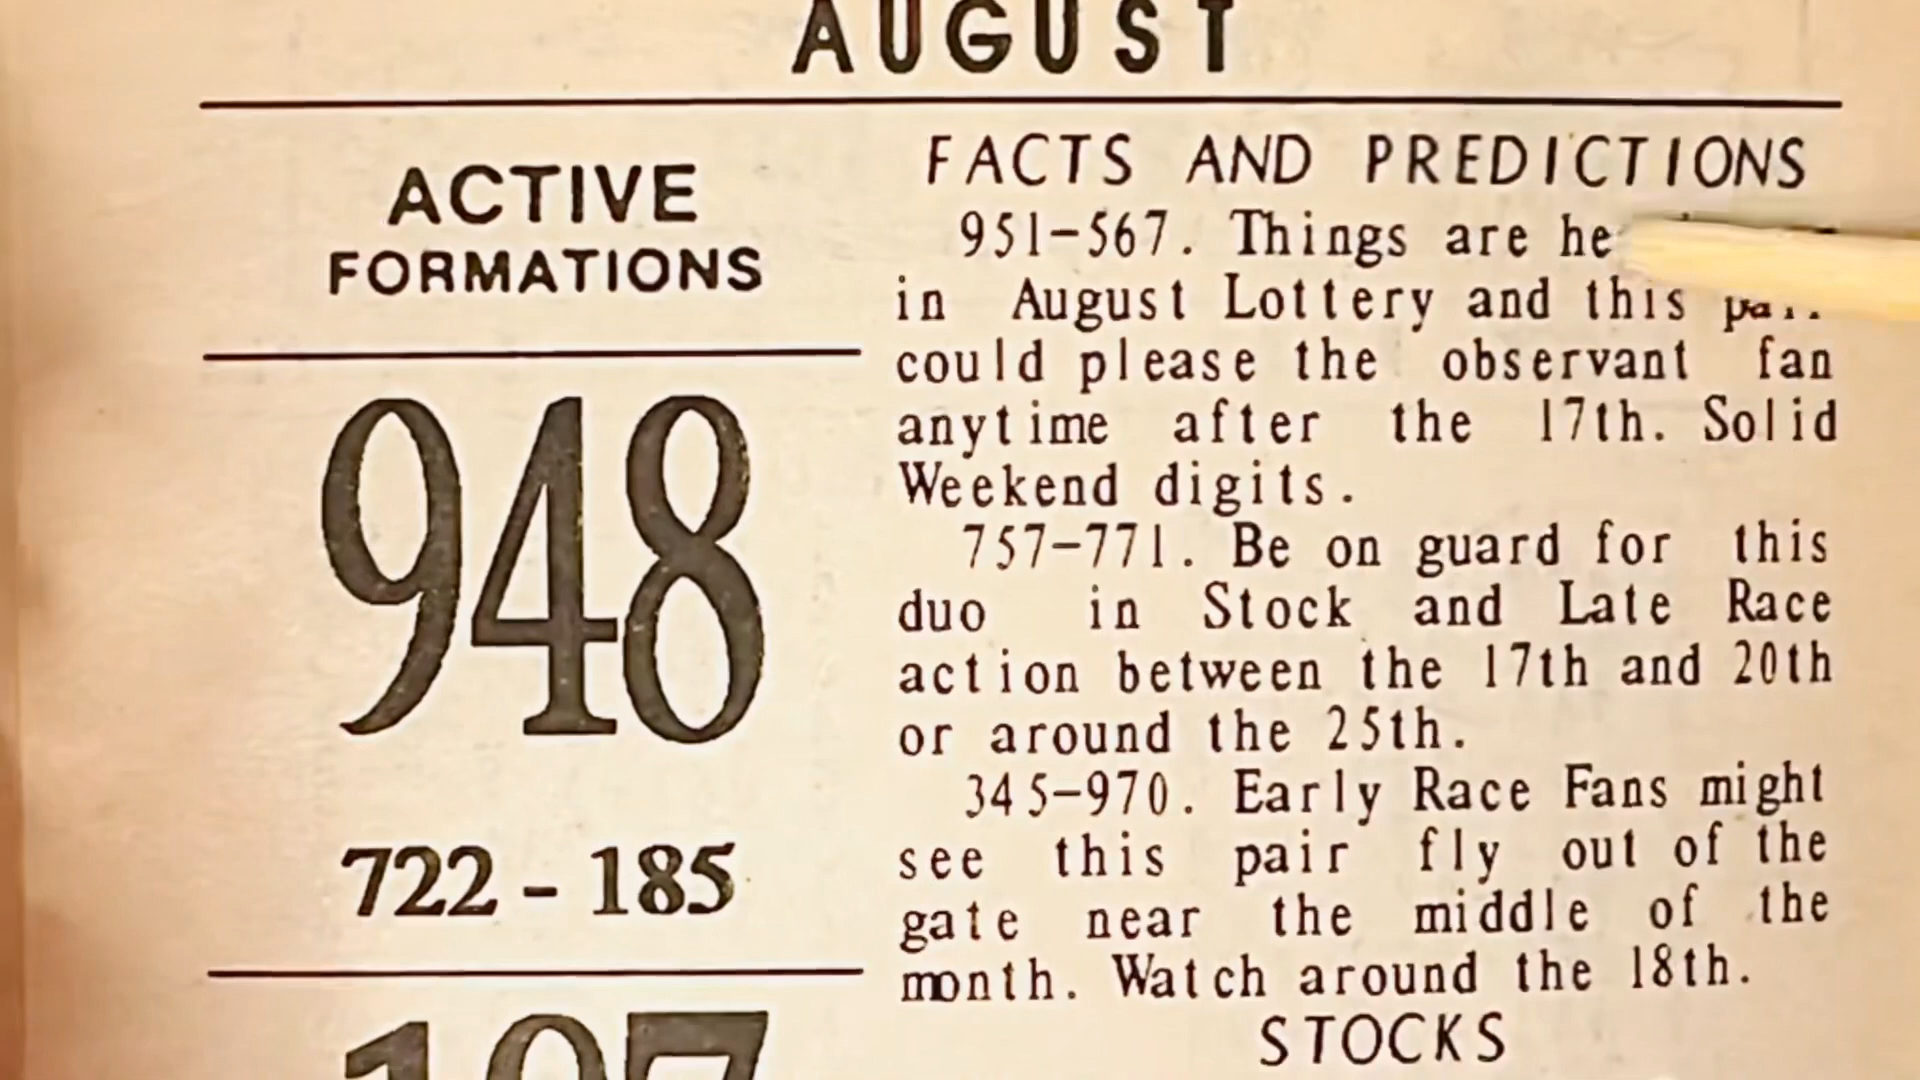 AUGUST
ACTIVE
FORMATIONS
948
722 - 185
FACTS AND PREDICTIONS
951-567. Things are
in August Lottery and this
could please the observant fan
anytime after the 17th. Solid
Weekend digits.
757-771. Be on guard for this
duo in Stock and Late Race
action between the 17th and 20th
or around the 25th.
345-970. Early Race Fans might
see this pair fly out of the
gate near the middle of the
month. Watch around the 18th.
STOCKS